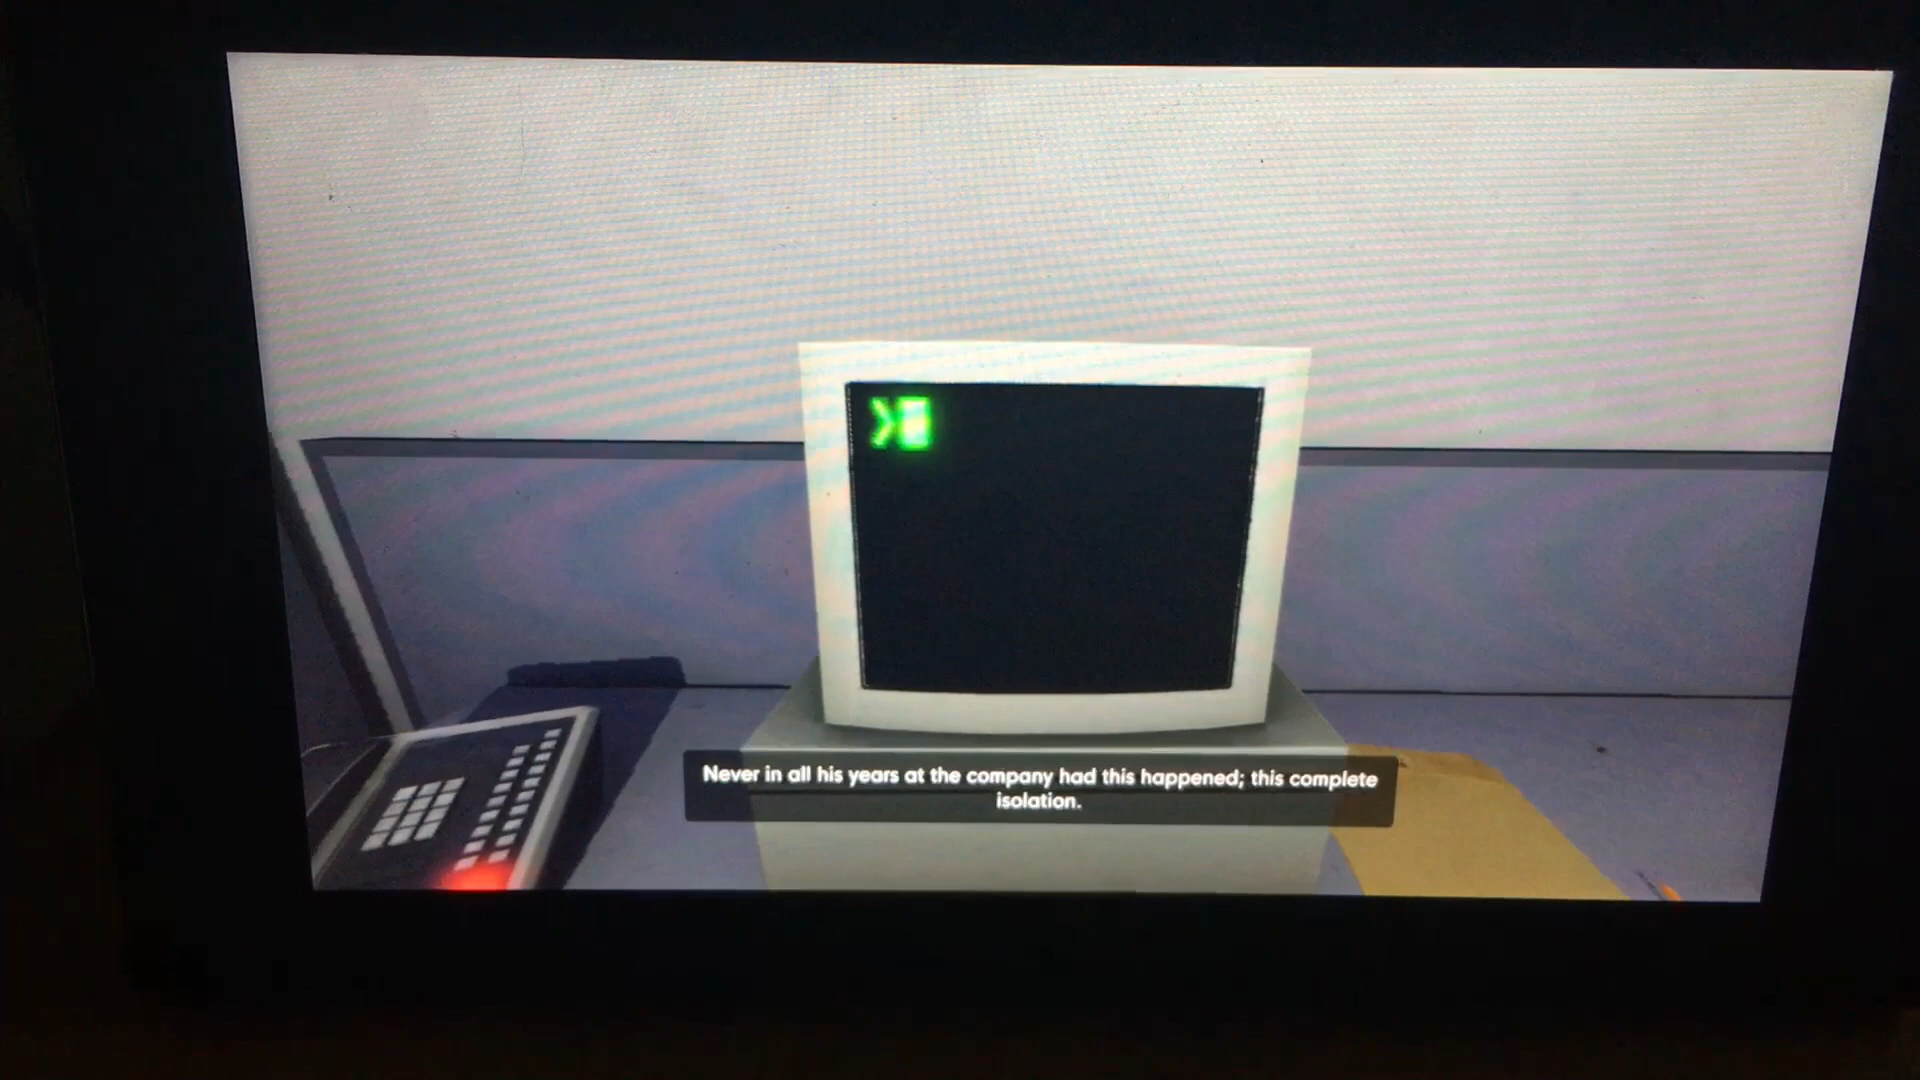 >
Never in all his years at the company had this happened; this complete
isolation.